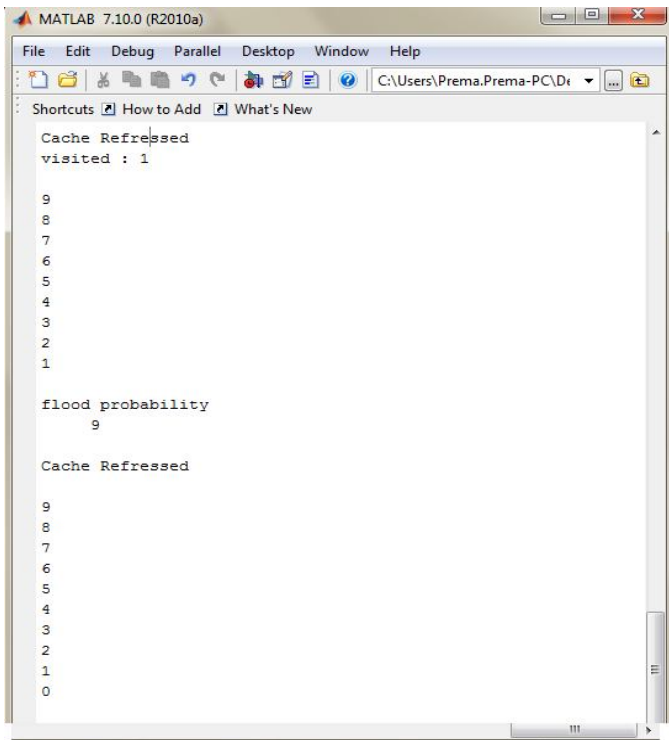 MATLAB 7.10.0 (R2010a)
File Edit Debug Parallel Desktop Window Help
C:\Users\Prema.Prema-PC\De
Shortcuts How to Add What's New
Cache Refressed
visited : 1
9
8
7
6
5
4
3
2
1
flood probability
9
Cache Refressed
9
8
7
6
5
4
3
2
1
0